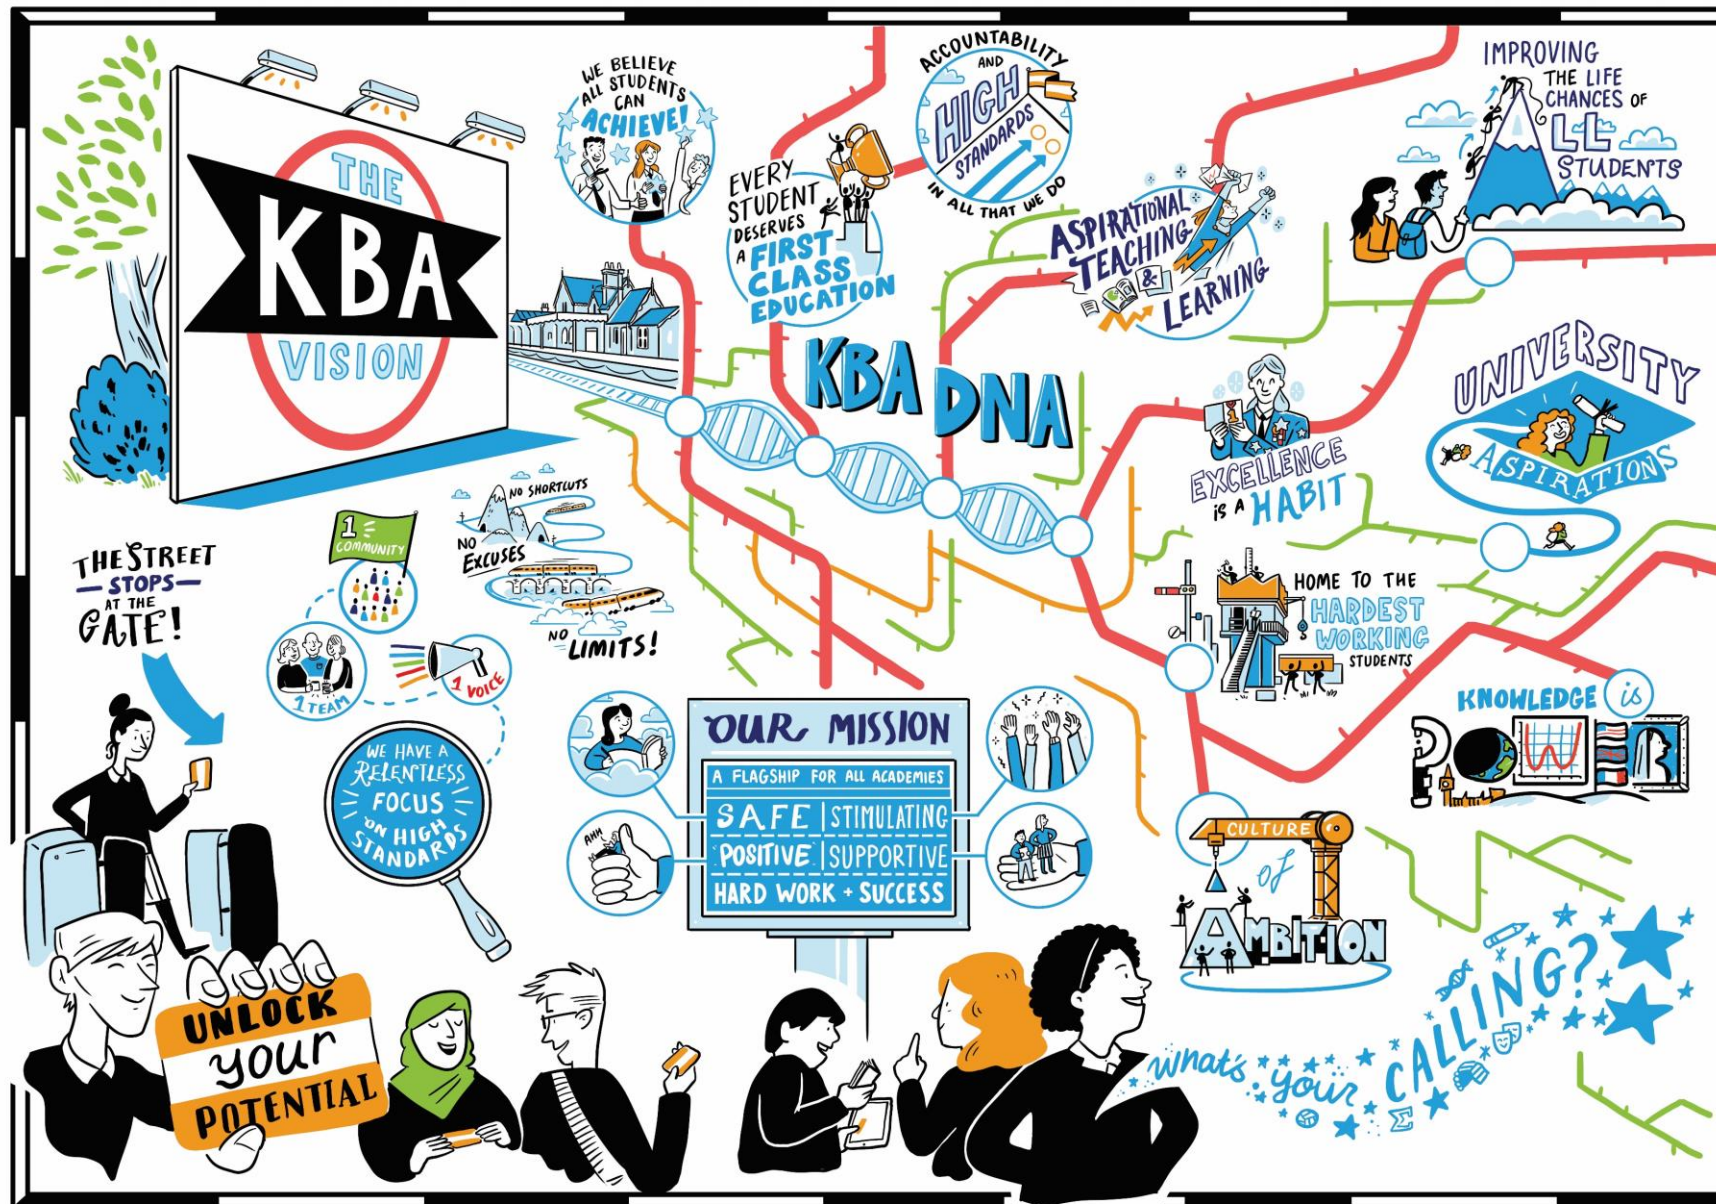 THE
KBA
VISION
WE BELIEVE
ALL STUDENTS
CAN
ACHIEVE!
EVERY
STUDENT
DESERVES
A FIRST
CLASS
EDUCATION
ACCOUNTABILITY
AND
HIGH
STANDARDS
IN ALL THAT WE DO
ASPIRATIONAL
TEACHING
&
LEARNING
IMPROVING
THE LIFE
CHANCES OF
ALL
STUDENTS
KBA DNA
EXCELLENCE
is A HABIT
UNIVERSITY
ASPIRATIONS
HOME TO THE
HARDEST
WORKING
STUDENTS
KNOWLEDGE is
POWER
CULTURE
of
AMBITION
THE STREET
STOPS
AT THE
GATE!
1
COMMUNITY
1 TEAM
1 VOICE
NO SHORTCUTS
NO
EXCUSES
NO
LIMITS!
WE HAVE A
RELENTLESS
FOCUS
ON HIGH
STANDARDS
OUR MISSION
A FLAGSHIP FOR ALL ACADEMIES
SAFE | STIMULATING
POSITIVE | SUPPORTIVE
HARD WORK + SUCCESS
AHH
UNLOCK
your
POTENTIAL
What's your CALLING?